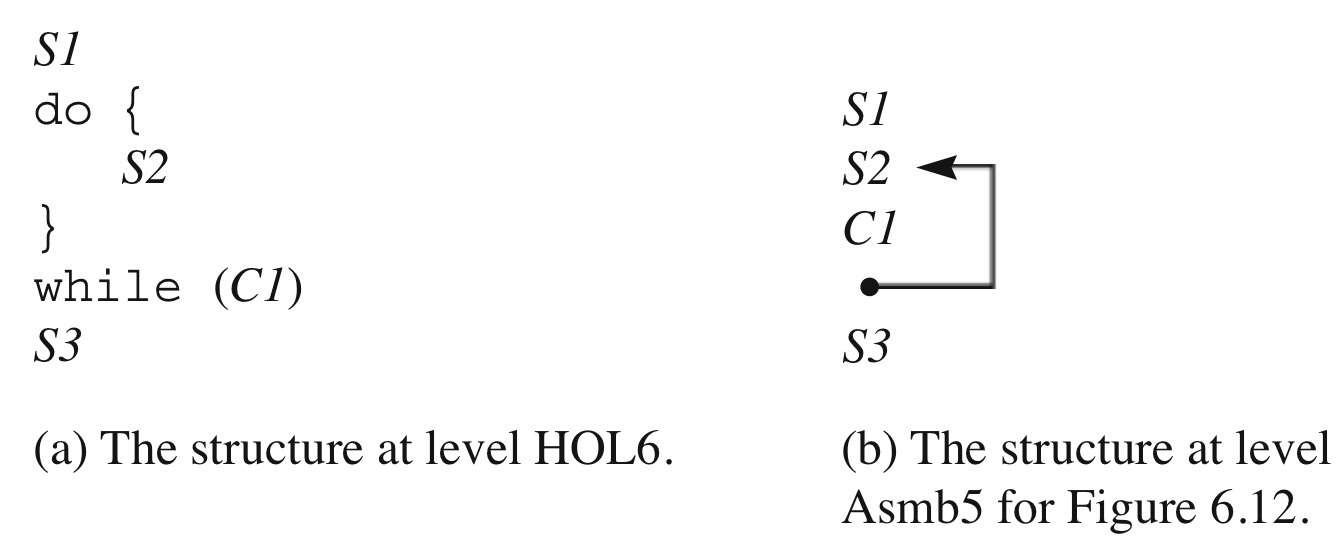 S1
do {
S2
}
while (C1)
S3
(a) The structure at level HOL6.
S1
S2
C1
S3
(b) The structure at level
Asmb5 for Figure 6.12.